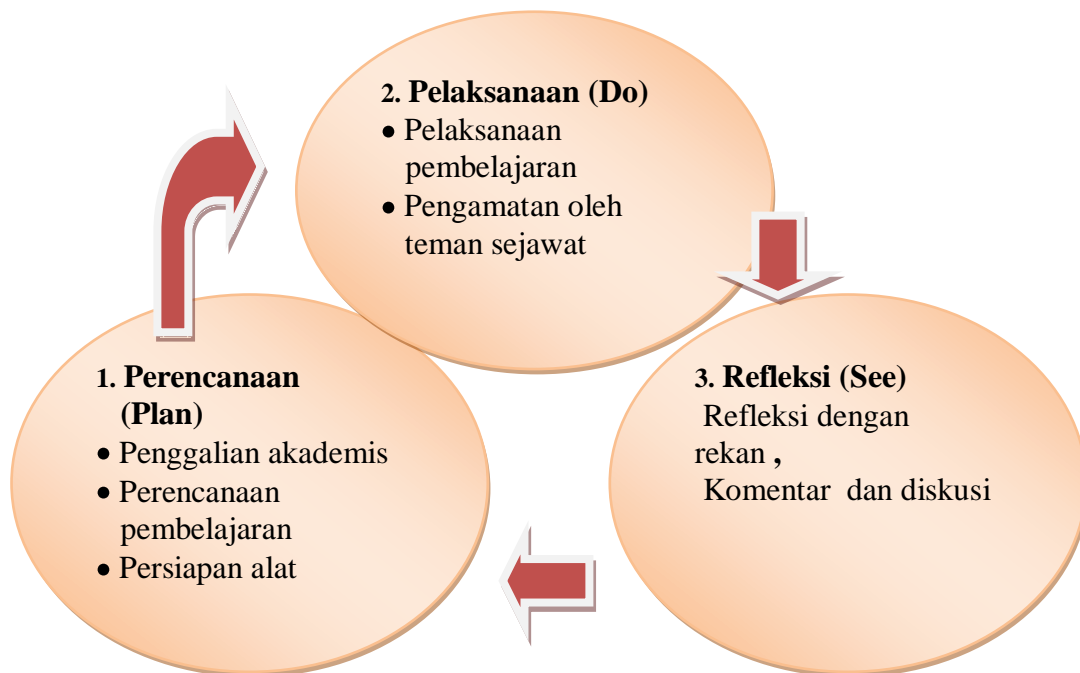 2. Pelaksanaan (Do)
• Pelaksanaan
pembelajaran
• Pengamatan oleh
teman sejawat
1. Perencanaan
(Plan)
• Penggalian akademis
• Perencanaan
pembelajaran
• Persiapan alat
3. Refleksi (See)
Refleksi dengan
rekan ,
Komentar dan diskusi